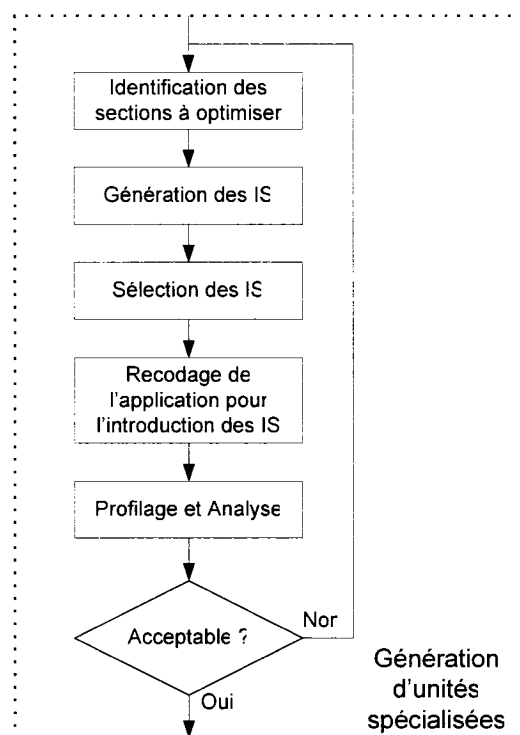 Identification des
sections à optimiser
Génération des IS
Sélection des IS
Recodage de
l'application pour
l'introduction des IS
Profilage et Analyse
Acceptable ?
Nor
Oui
Génération
d'unités
spécialisées